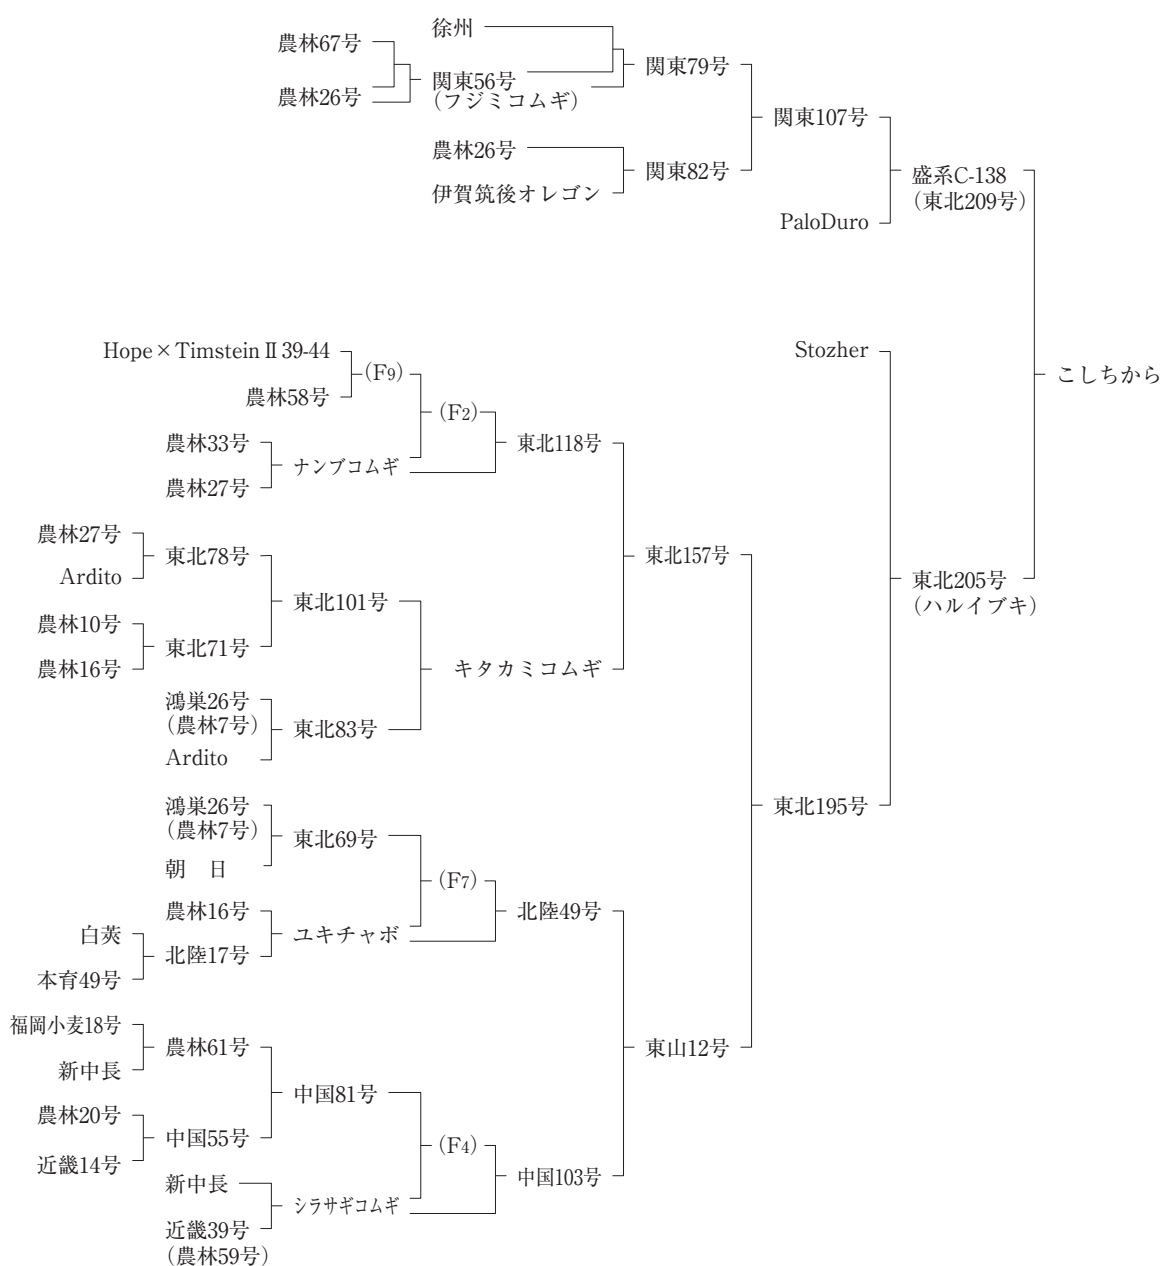 徐州
農林67号
関東79号
関東56号
(フジミコムギ)
農林26号
関東107号
農林26号
関東82号
盛系C-138
(東北209号)
伊賀筑後オレゴン
PaloDuro
Hope×TimsteinⅡ39-44
Stozher
(F9)
こしちから
農林58号
(F2)
農林33号
東北118号
ナンブコムギ
農林27号
農林27号
東北78号
東北157号
Ardito
東北205号
(ハルイブキ)
東北101号
農林10号
東北71号
農林16号
キタカミコムギ
鴻巣26号
(農林7号)
東北83号
Ardito
鴻巣26号
(農林7号)
東北195号
東北69号
朝　日
(F7)
農林16号
北陸49号
白莢
ユキチャボ
北陸17号
本育49号
福岡小麦18号
農林61号
東山12号
新中長
中国81号
農林20号
中国55号
(F4)
近畿14号
中国103号
新中長
シラサギコムギ
近畿39号
(農林59号)